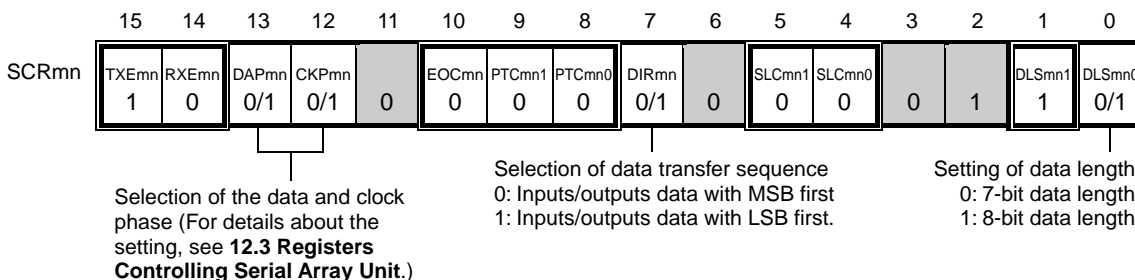 15 14 13 12 11 10 9 8 7 6 5 4 3 2 1 0
SCRmn
TXEmn RXEmn DAPmn CKPmn EOCmn PTCmn1 PTCmn0 DIRmn SLCmn1 SLCmn0 DLSmn1 DLSmn0
1 0 0/1 0/1 0 0 0 0 0/1 0 0 0 0 1 1 0/1
Selection of the data and clock
phase (For details about the
setting, see 12.3 Registers
Controlling Serial Array Unit.)
Selection of data transfer sequence
0: Inputs/outputs data with MSB first
1: Inputs/outputs data with LSB first.
Setting of data length
0: 7-bit data length
1: 8-bit data length